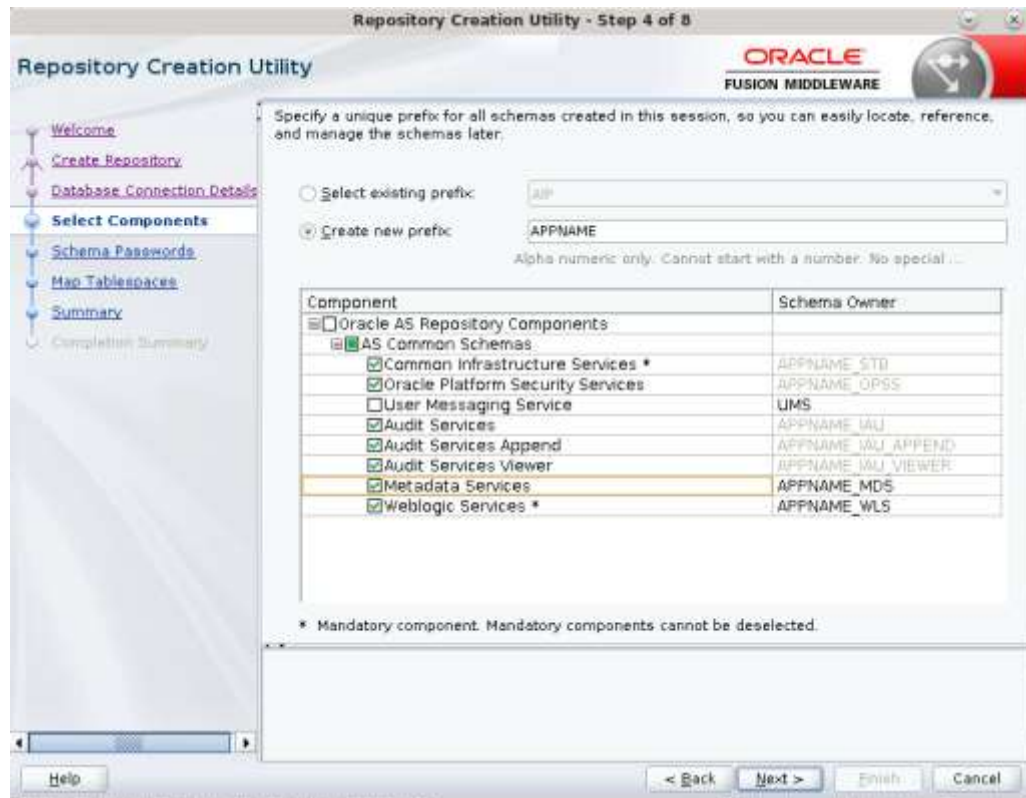 Repository Creation Utility - Step 4 of 8
Repository Creation Utility
ORACLE
FUSION MIDDLEWARE
Welcome
Create Repository
Database Connection Details
Select Components
Schema Passwords
Map Tablespaces
Summary
Completion Summary
Specify a unique prefix for all schemas created in this session, so you can easily locate, reference,
and manage the schemas later.
Select existing prefix:
AIP
Create new prefix:
APPNAME
Alpha numeric only. Cannot start with a number. No special ...
Component Schema Owner
Oracle AS Repository Components
AS Common Schemas
Common Infrastructure Services * APPNAME_STB
Oracle Platform Security Services APPNAME_OPSS
User Messaging Service UMS
Audit Services APPNAME_IAU
Audit Services Append APPNAME_IAU_APPEND
Audit Services Viewer APPNAME_IAU_VIEWER
Metadata Services APPNAME_MDS
Weblogic Services * APPNAME_WLS
* Mandatory component. Mandatory components cannot be deselected.
Help
< Back
Next >
Finish
Cancel